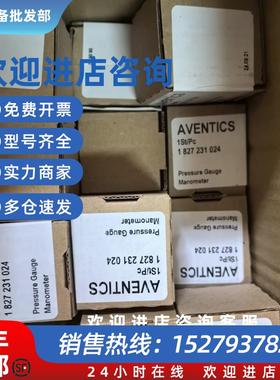 备批发部
欢迎进店咨询
免费开票
型号齐全
实力商家
多仓速发
AVENTICS
1St/Pc
1 827 231 024
Pressure Gauge
Manometer
1 827 231 024
Pressure Gauge
Manometer
AVENTICS
1St/Pc
1 827 231 024
Pressure Gauge
Manometer
AVENTICS
1St/Pc
1 827 231 024
Pressure Gauge
Manometer
欢迎进店咨询
部
销售热线：152793785
24小时在线